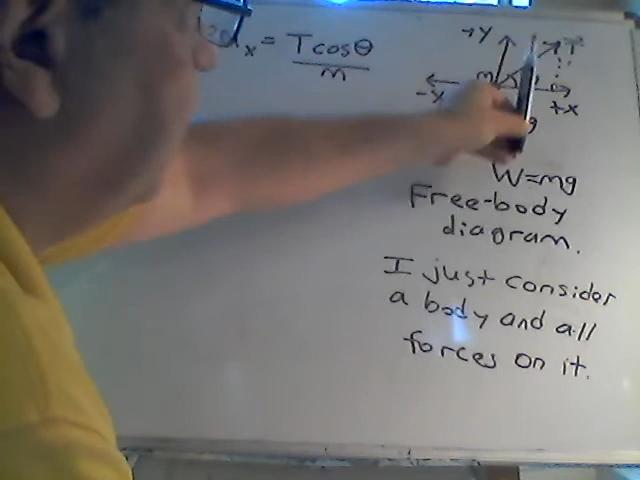 x = Tcosθ
m
+Y
T
m
-X
+X
g
W=mg
Free-body
diagram.
I just consider
a body and all
forces on it.